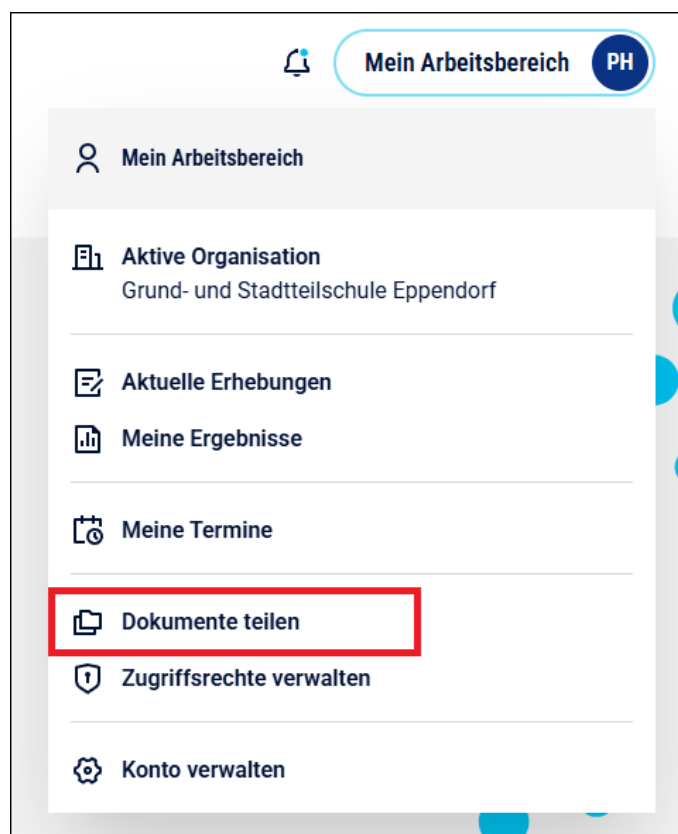 Mein Arbeitsbereich PH
Mein Arbeitsbereich
Aktive Organisation
Grund- und Stadtteilschule Eppendorf
Aktuelle Erhebungen
Meine Ergebnisse
Meine Termine
Dokumente teilen
Zugriffsrechte verwalten
Konto verwalten